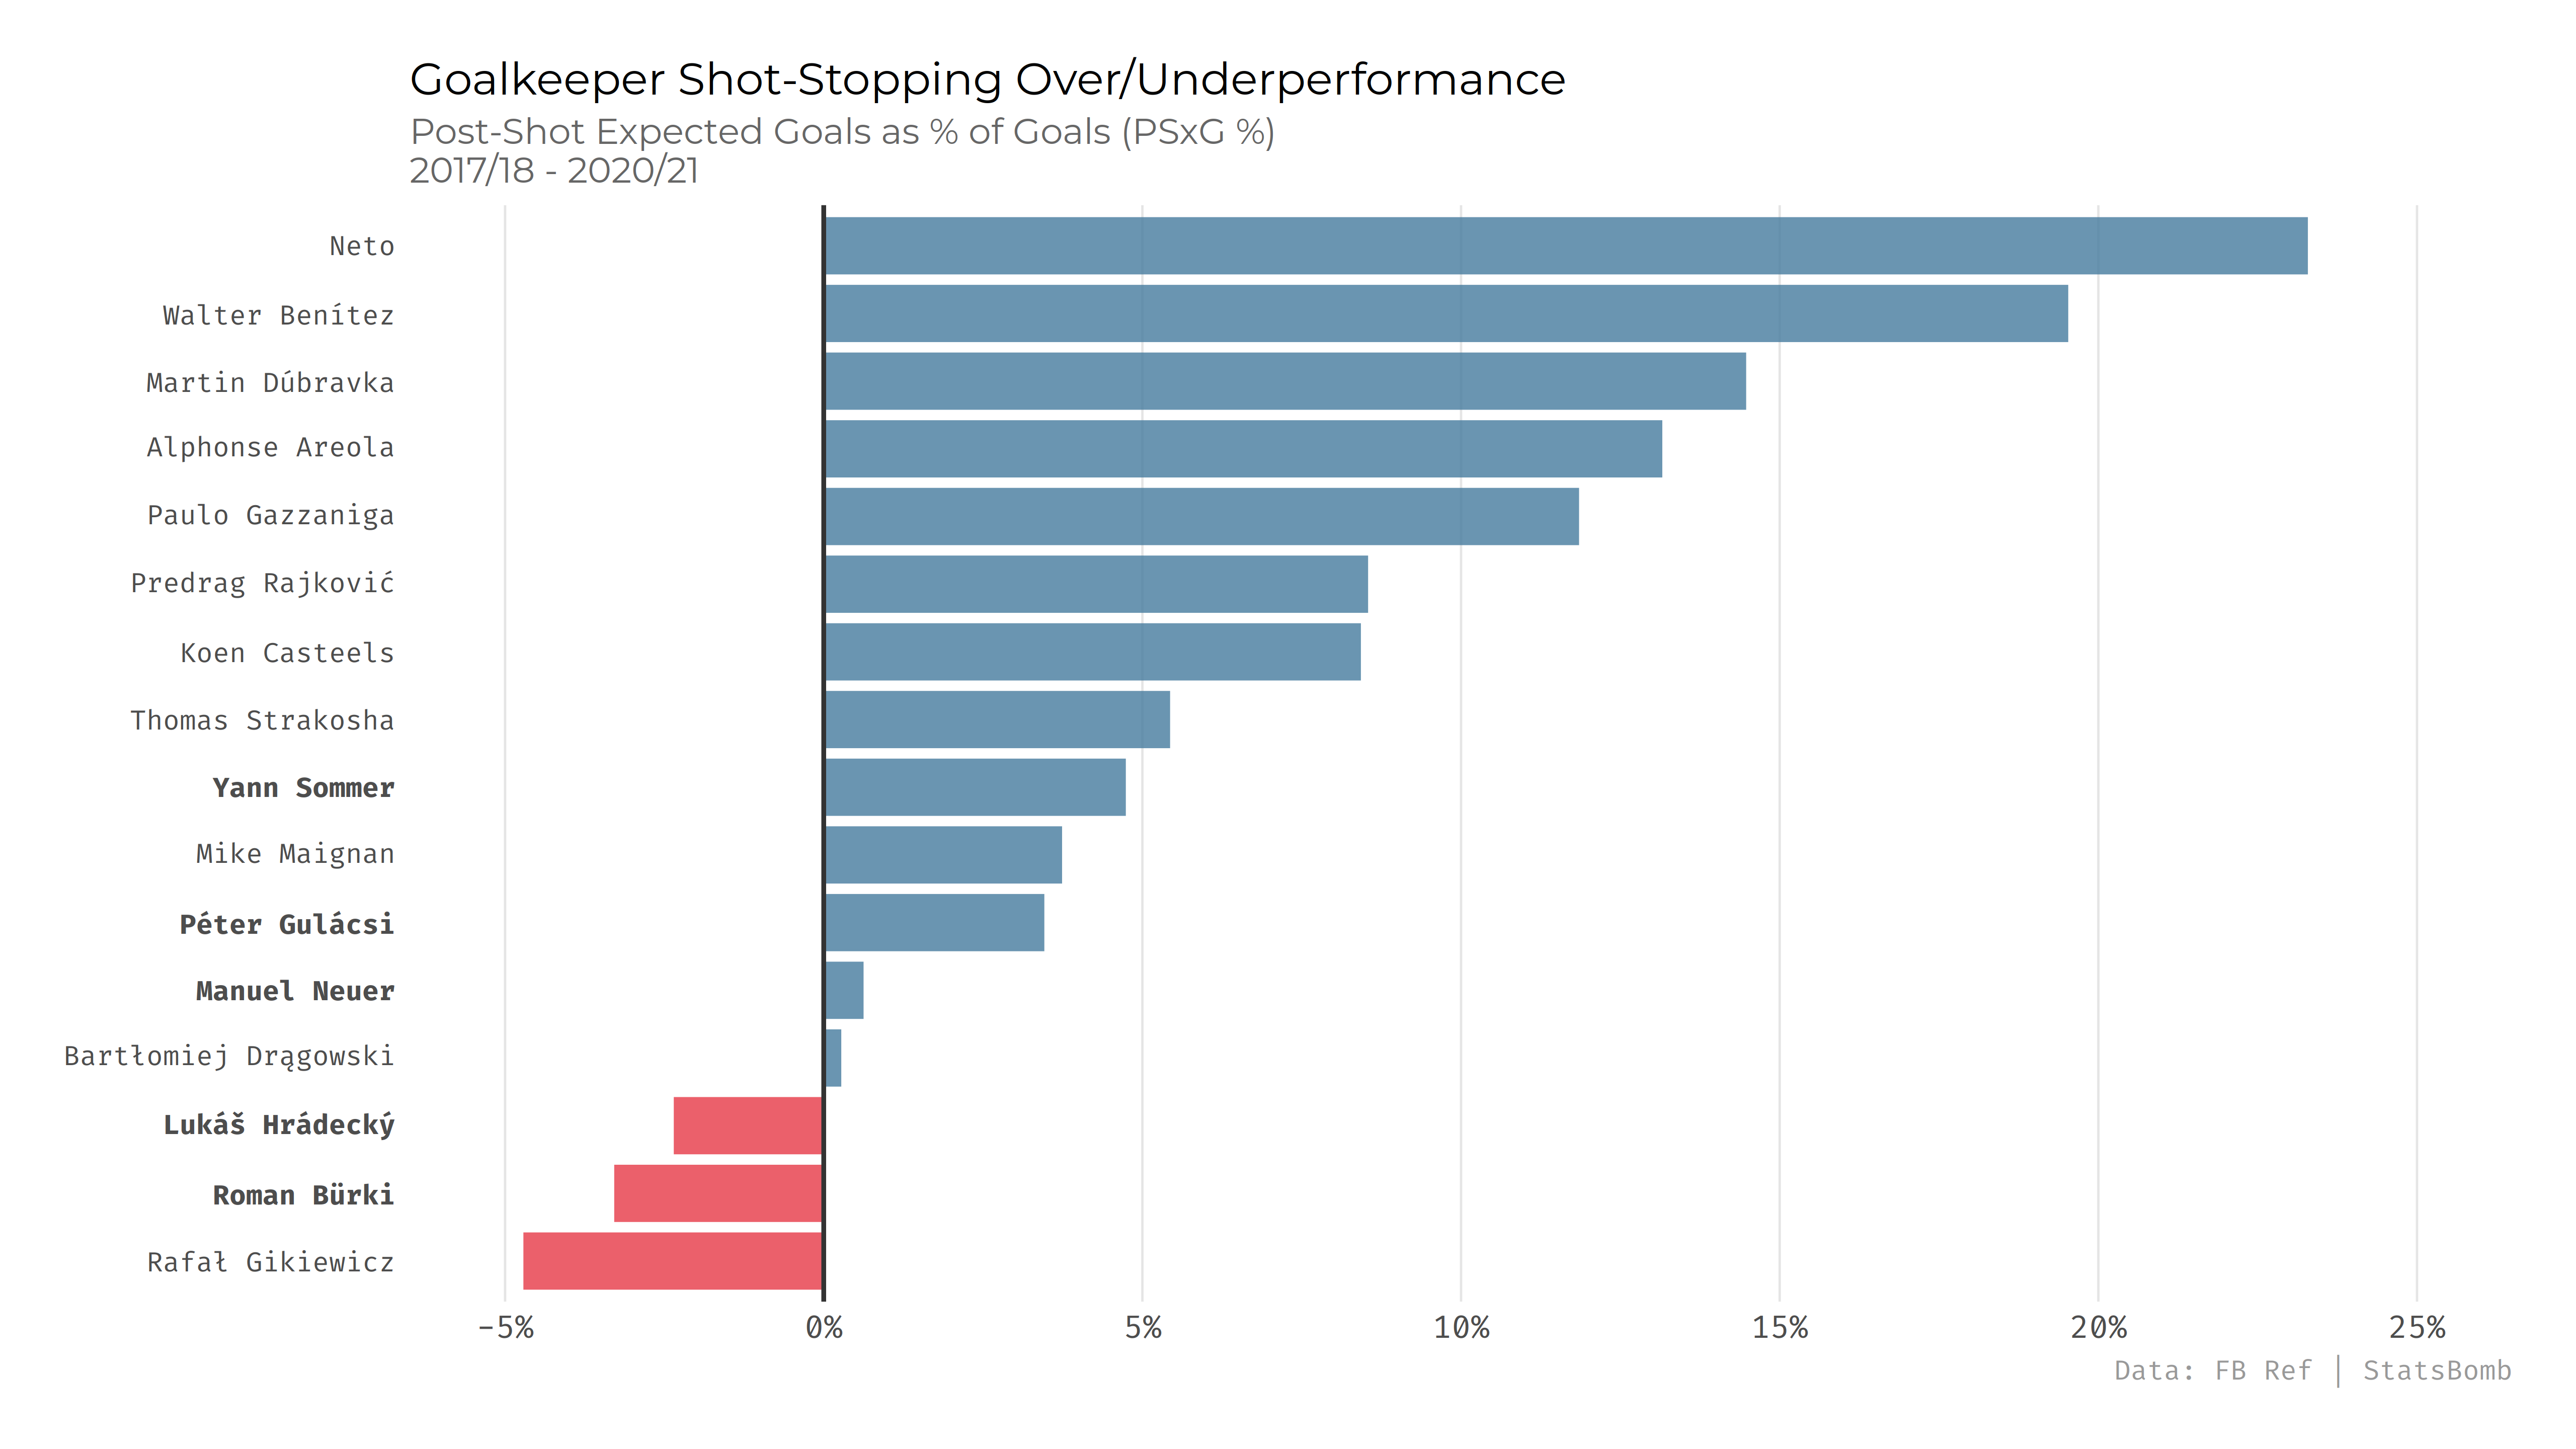 Goalkeeper Shot-Stopping Over/Underperformance
Post-Shot Expected Goals as % of Goals (PSxG %)
2017/18 - 2020/21
Neto
Walter Benítez
Martin Dúbravka
Alphonse Areola
Paulo Gazzaniga
Predrag Rajković
Koen Casteels
Thomas Strakosha
Yann Sommer
Mike Maignan
Péter Gulácsi
Manuel Neuer
Bartłomiej Drągowski
Lukáš Hrádecký
Roman Bürki
Rafał Gikiewicz
-5% 0% 5% 10% 15% 20% 25%
Data: FB Ref | StatsBomb